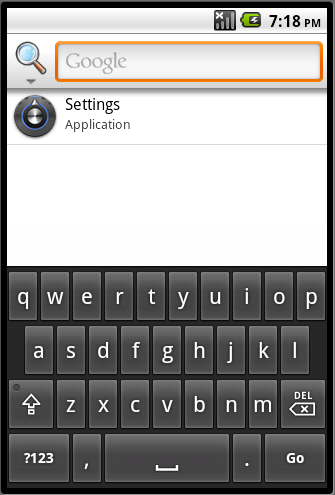 7:18 PM
Google
Settings
Application
q w e r t y u i o p
a s d f g h j k l
z x c v b n m DEL
?123 , . Go